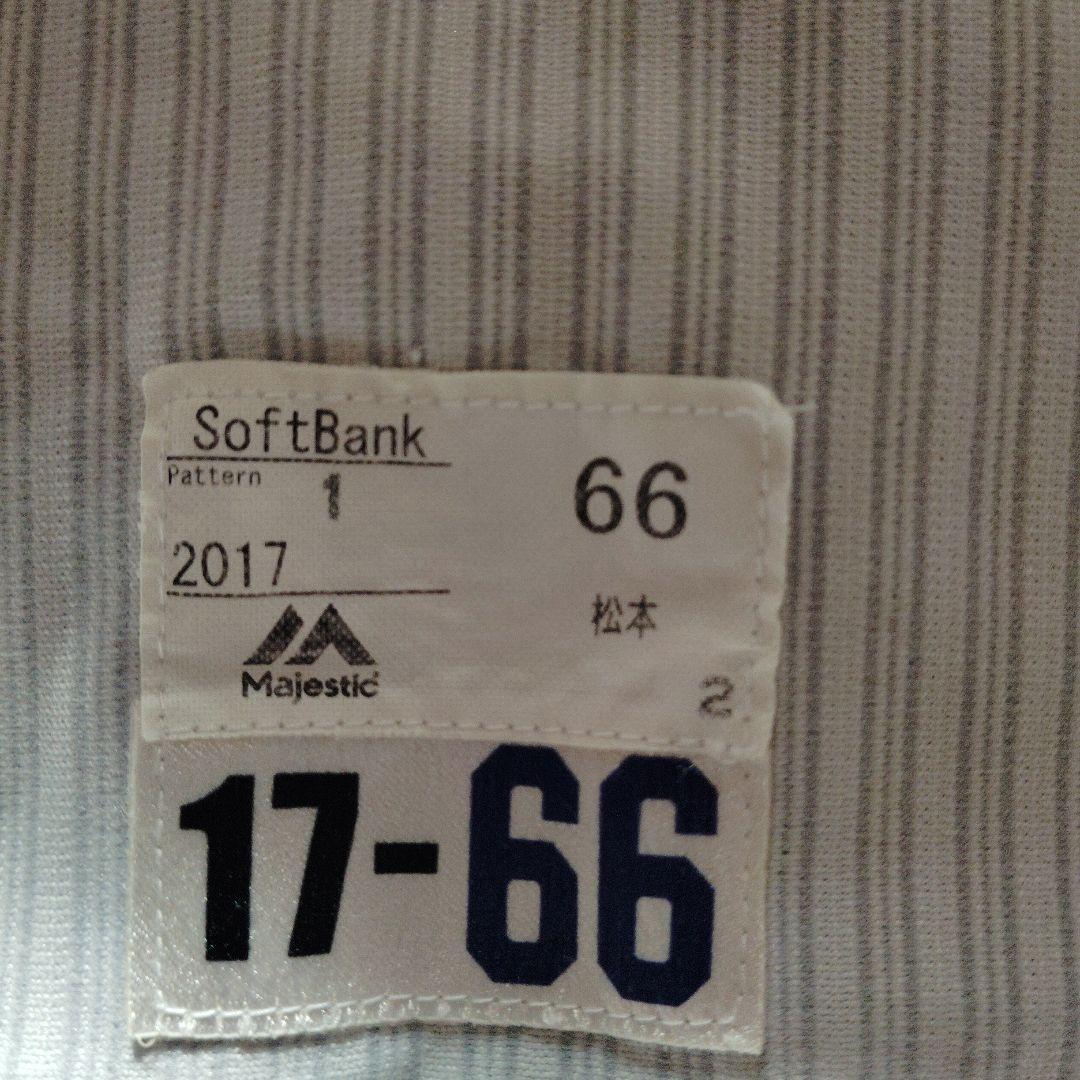 SoftBank
Pattern 1
66
2017
松本
Majestic
2
17-66